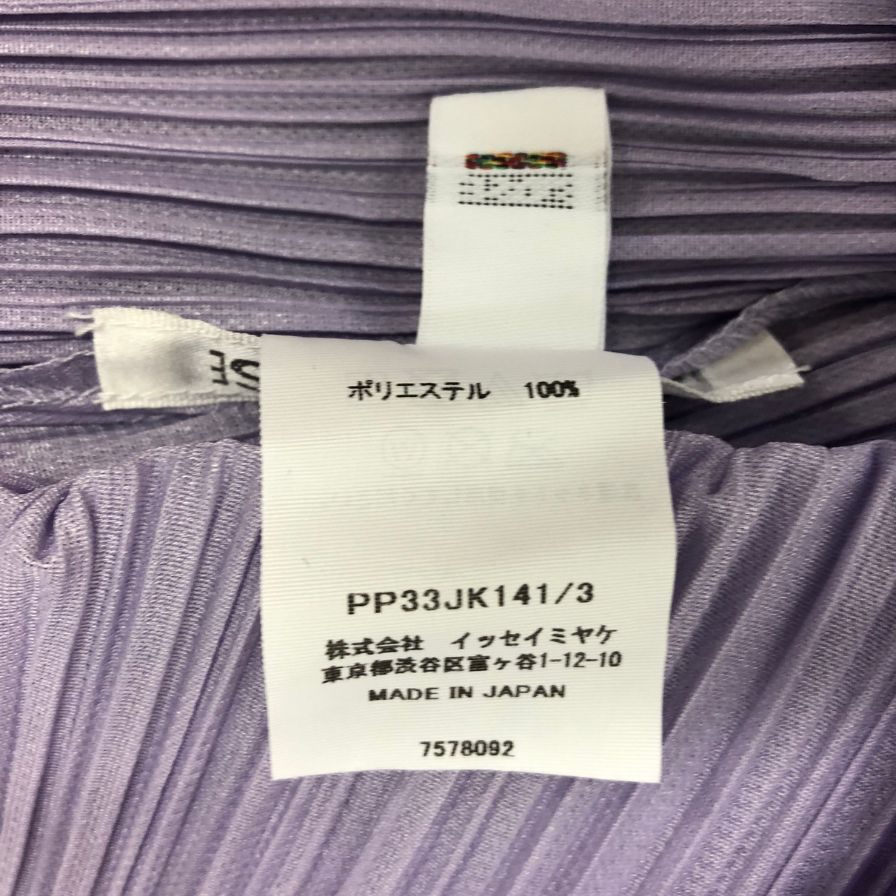 ポリエステル 100%
PP33JK141/3
株式会社 イッセイミヤケ
東京都渋谷区富ヶ谷1-12-10
MADE IN JAPAN
7578092